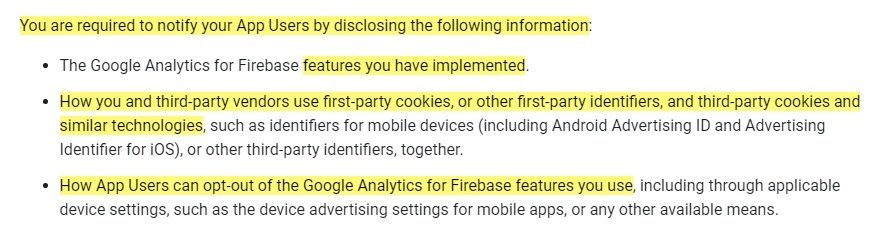 You are required to notify your App Users by disclosing the following information:
• The Google Analytics for Firebase features you have implemented.
• How you and third-party vendors use first-party cookies, or other first-party identifiers, and third-party cookies and
similar technologies, such as identifiers for mobile devices (including Android Advertising ID and Advertising
Identifier for iOS), or other third-party identifiers, together.
• How App Users can opt-out of the Google Analytics for Firebase features you use, including through applicable
device settings, such as the device advertising settings for mobile apps, or any other available means.